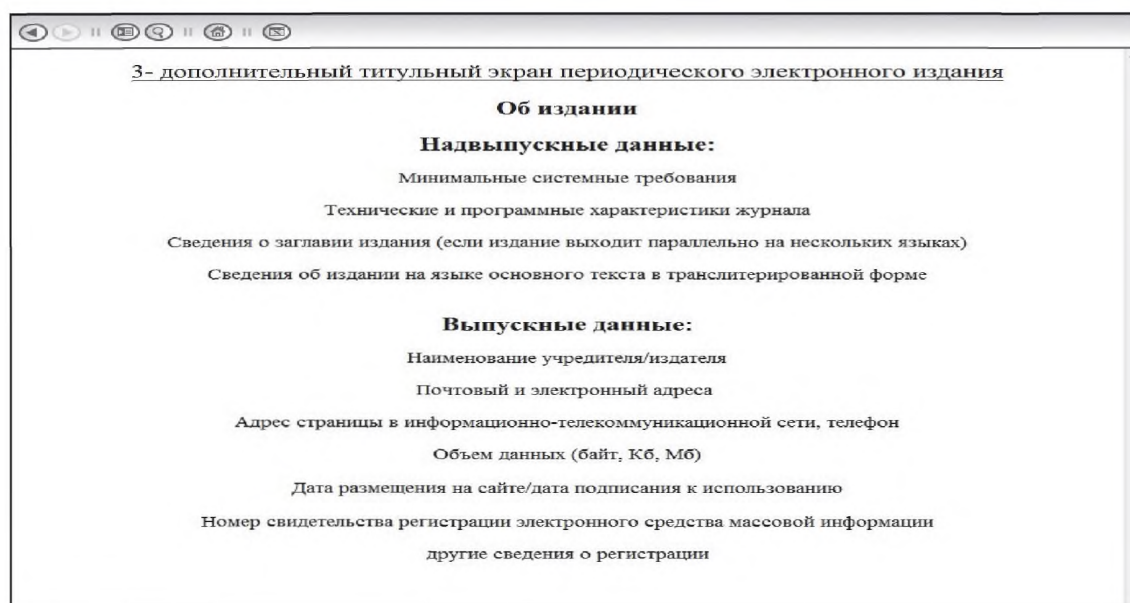 3- дополнительный титульный экран периодического электронного издания
Об издании
Надвыпускные данные:
Минимальные системные требования
Технические и программные характеристики журнала
Сведения о заглавии издания (если издание выходит параллельно на нескольких языках)
Сведения об издании на языке основного текста в транслитерированной форме
Выпускные данные:
Наименование учредителя/издателя
Почтовый и электронный адреса
Адрес страницы в информационно-телекоммуникационной сети, телефон
Объем данных (байт, Кб, Мб)
Дата размещения на сайте/дата подписания к использованию
Номер свидетельства регистрации электронного средства массовой информации
другие сведения о регистрации